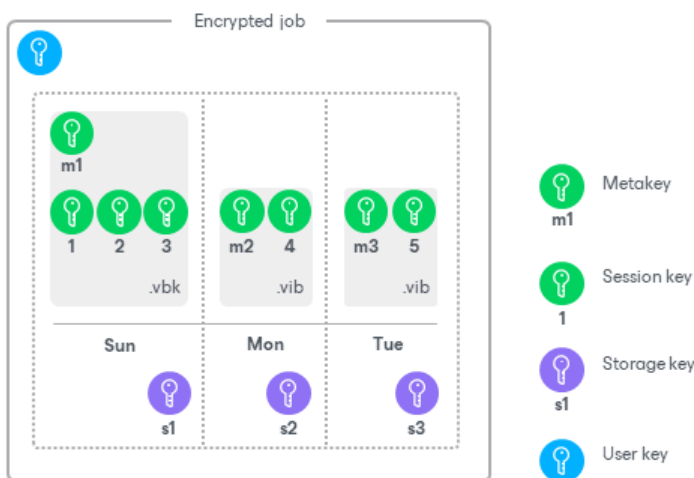 Encrypted job
m1
1 2 3 m2 4 m3 5
.vbk .vib .vib
Sun Mon Tue
s1 s2 s3
Metakey
m1
Session key
1
Storage key
s1
User key